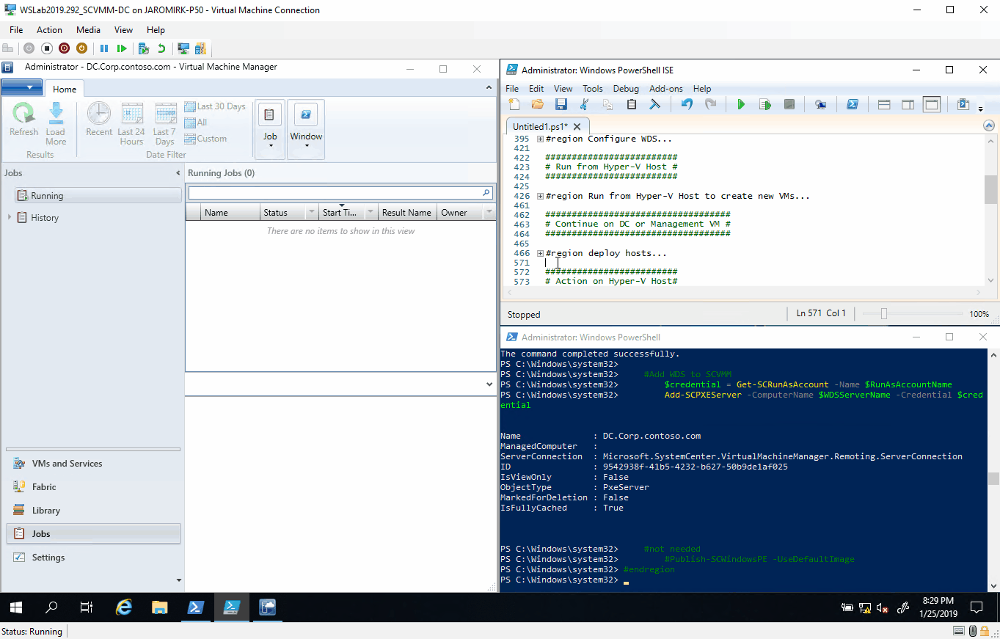 WSLab2019.292_SCVMM-DC on JAROMIRK-P50 - Virtual Machine Connection
File Action Media View Help
Administrator - DC.Corp.contoso.com - Virtual Machine Manager
Home
Refresh
Load More
Results
Recent
Last 24 Hours
Last 7 Days
Last 30 Days
All
Custom
Date Filter
Job
Window
Jobs
Running
History
Running Jobs (0)
Name Status Start Ti... Result Name Owner
There are no items to show in this view
VMs and Services
Fabric
Library
Jobs
Settings
Administrator: Windows PowerShell ISE
File Edit View Tools Debug Add-ons Help
Untitled1.ps1*
395 #region Configure WDS...
421
422 #########################
423 # Run from Hyper-V Host #
424 #########################
425
426 #region Run from Hyper-V Host to create new VMs...
461
462 ###################################
463 # Continue on DC or Management VM #
464 ###################################
465
466 #region deploy hosts...
571
572 #########################
573 # Action on Hyper-V Host#
Stopped
Ln 571 Col 1
100%
Administrator: Windows PowerShell
The command completed successfully.
PS C:\Windows\system32>
PS C:\Windows\system32> #Add WDS to SCVMM
PS C:\Windows\system32> $credential = Get-SCRunAsAccount -Name $RunAsAccountName
PS C:\Windows\system32> Add-SCPXEServer -ComputerName $WDSServerName -Credential $cred
ential
Name : DC.Corp.contoso.com
ManagedComputer :
ServerConnection : Microsoft.SystemCenter.VirtualMachineManager.Remoting.ServerConnection
ID : 9542938f-41b5-4232-b627-50b9de1af025
IsViewOnly : False
ObjectType : PxeServer
MarkedForDeletion : False
IsFullyCached : True
PS C:\Windows\system32> #not needed
PS C:\Windows\system32> #Publish-SCWindowsPE -UseDefaultImage
PS C:\Windows\system32> #endregion
PS C:\Windows\system32>
8:29 PM
1/25/2019
Status: Running